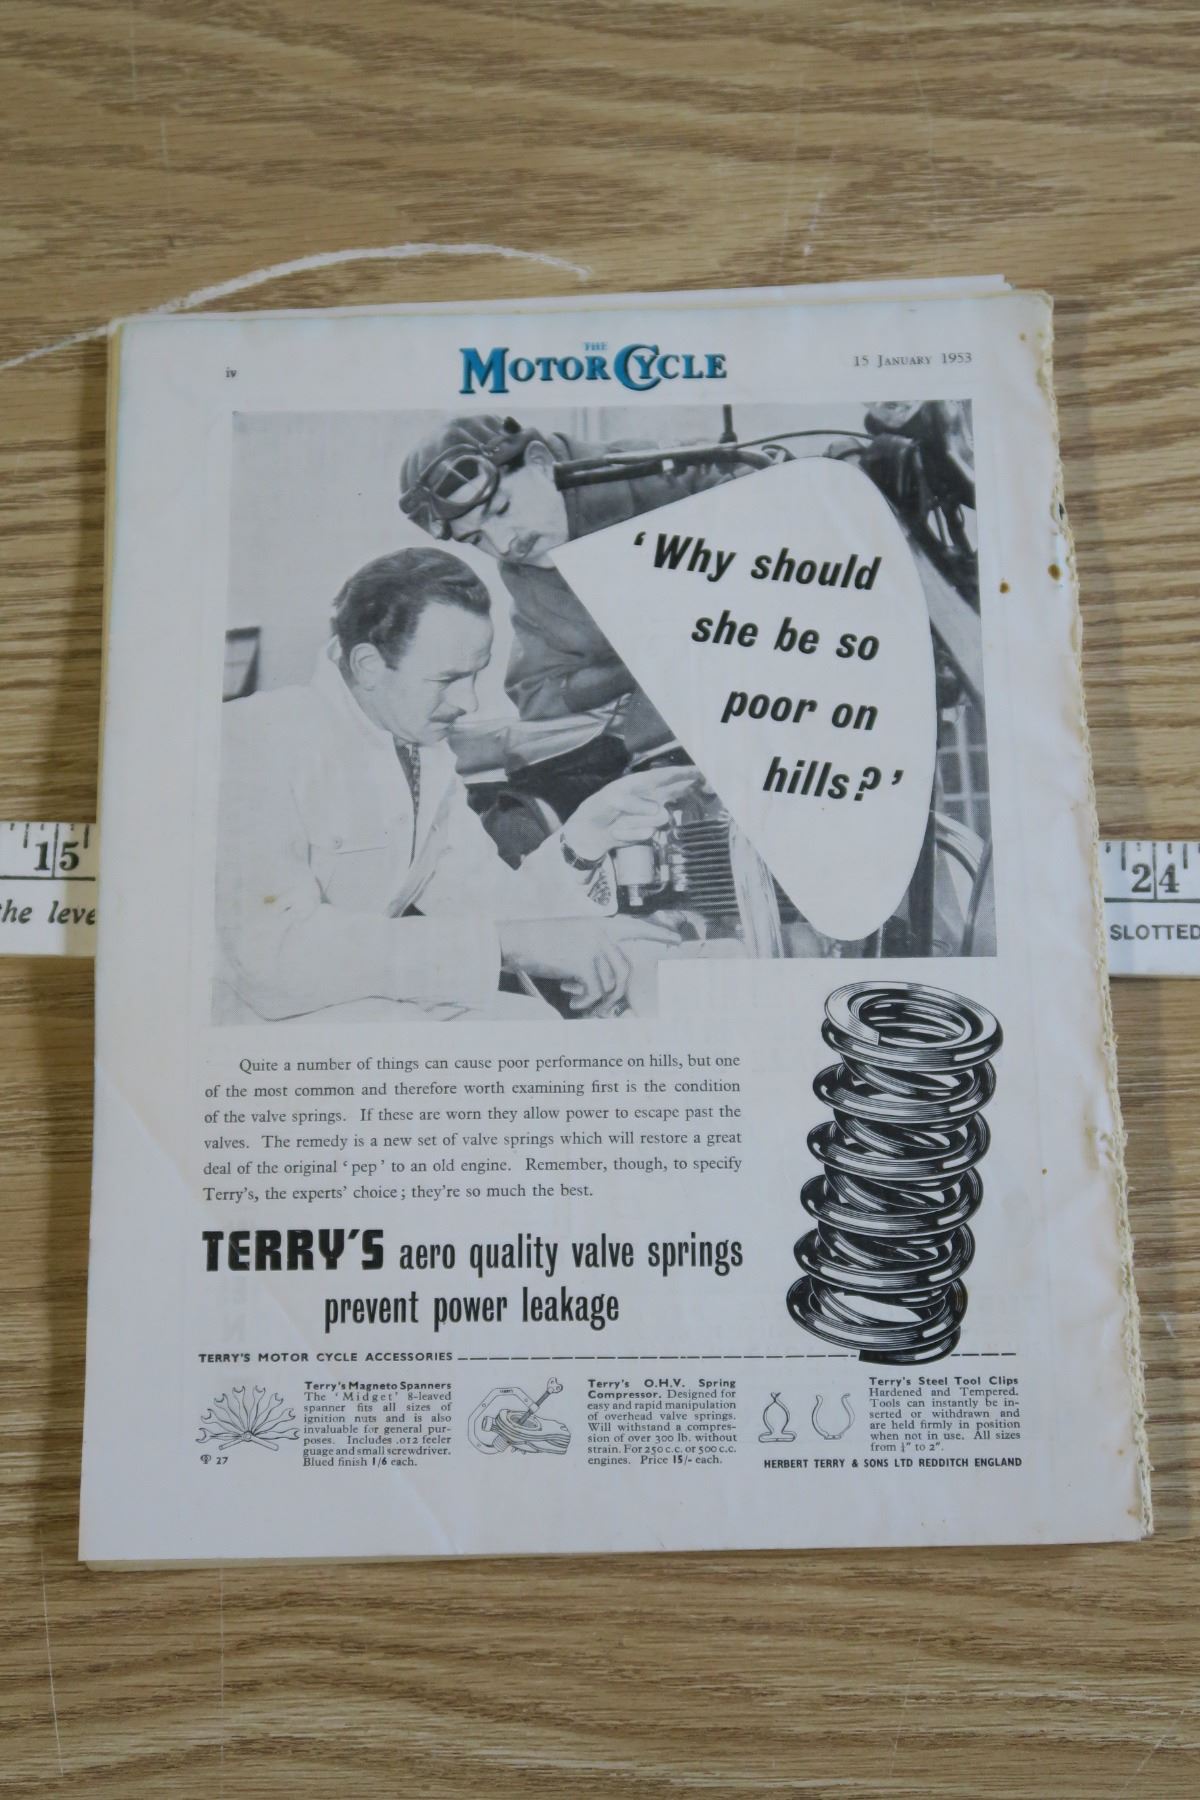 iv
THE
MOTOR CYCLE
15 JANUARY 1953
‘Why should
she be so
poor on
hills?’
15
the leve
24
SLOTTED
Quite a number of things can cause poor performance on hills, but one
of the most common and therefore worth examining first is the condition
of the valve springs. If these are worn they allow power to escape past the
valves. The remedy is a new set of valve springs which will restore a great
deal of the original ‘pep’ to an old engine. Remember, though, to specify
Terry's, the experts' choice; they're so much the best.
TERRY'S aero quality valve springs
prevent power leakage
TERRY'S MOTOR CYCLE ACCESSORIES
Terry's Magneto Spanners
The ‘Midget’ 8-leaved
spanner fits all sizes of
ignition nuts and is also
invaluable for general pur-
poses. Includes .012 feeler
guage and small screwdriver.
Blued finish 1/6 each.
27
Terry's O.H.V. Spring
Compressor. Designed for
easy and rapid manipulation
of overhead valve springs.
Will withstand a compres-
sion of over 300 lb. without
strain. For 250 c.c. or 500 c.c.
engines. Price 15/- each.
Terry's Steel Tool Clips
Hardened and Tempered.
Tools can instantly be in-
serted or withdrawn and
are held firmly in position
when not in use. All sizes
from to 2".
HERBERT TERRY & SONS LTD REDDITCH ENGLAND